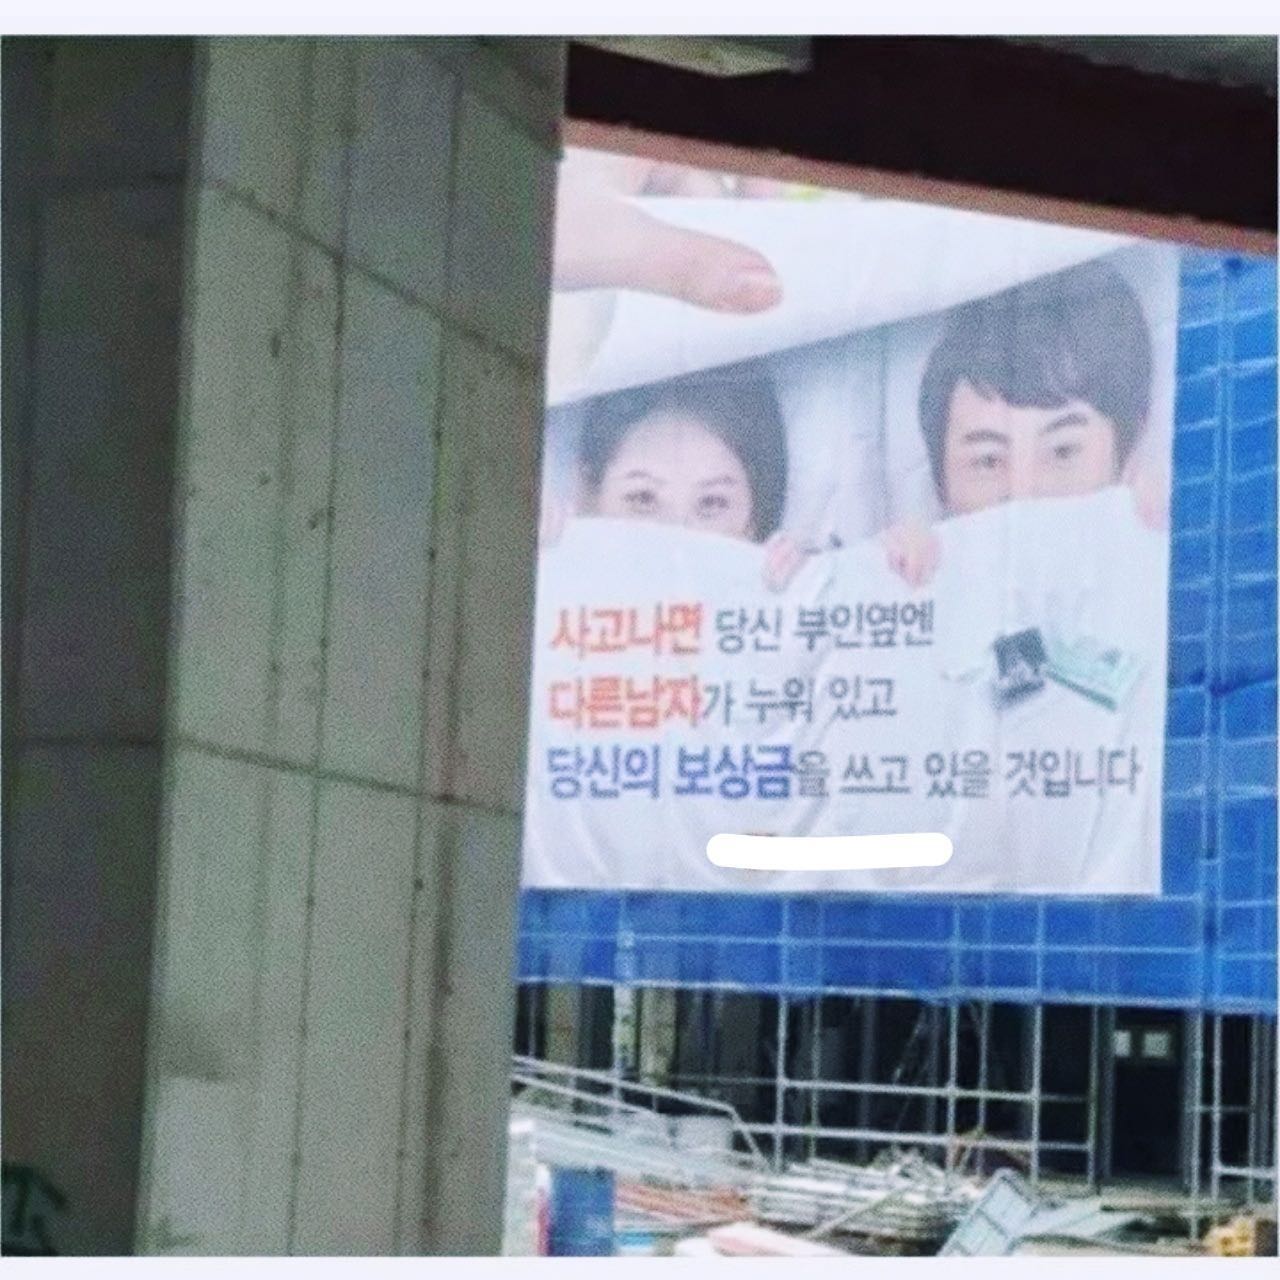 사고나면 당신 부인옆엔
다른남자가 누워 있고
당신의 보상금을 쓰고 있을 것입니다